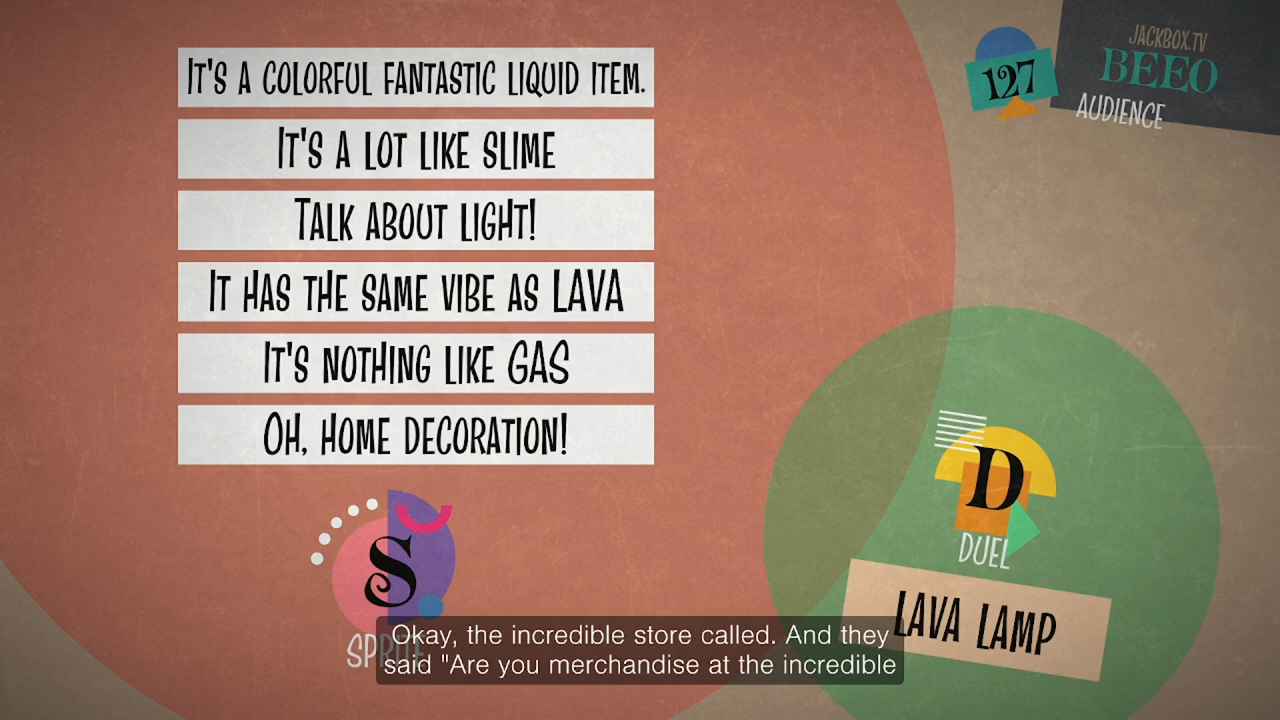 IT'S A COLORFUL FANTASTIC LIQUID ITEM.
IT'S A LOT LIKE SLIME
TALK ABOUT LIGHT!
IT HAS THE SAME VIBE AS LAVA
IT'S NOTHING LIKE GAS
OH, HOME DECORATION!
JACKBOX.TV
BEEO
127
AUDIENCE
D
DUEL
LAVA LAMP
S
SPRITE
Okay, the incredible store called. And they
said "Are you merchandise at the incredible